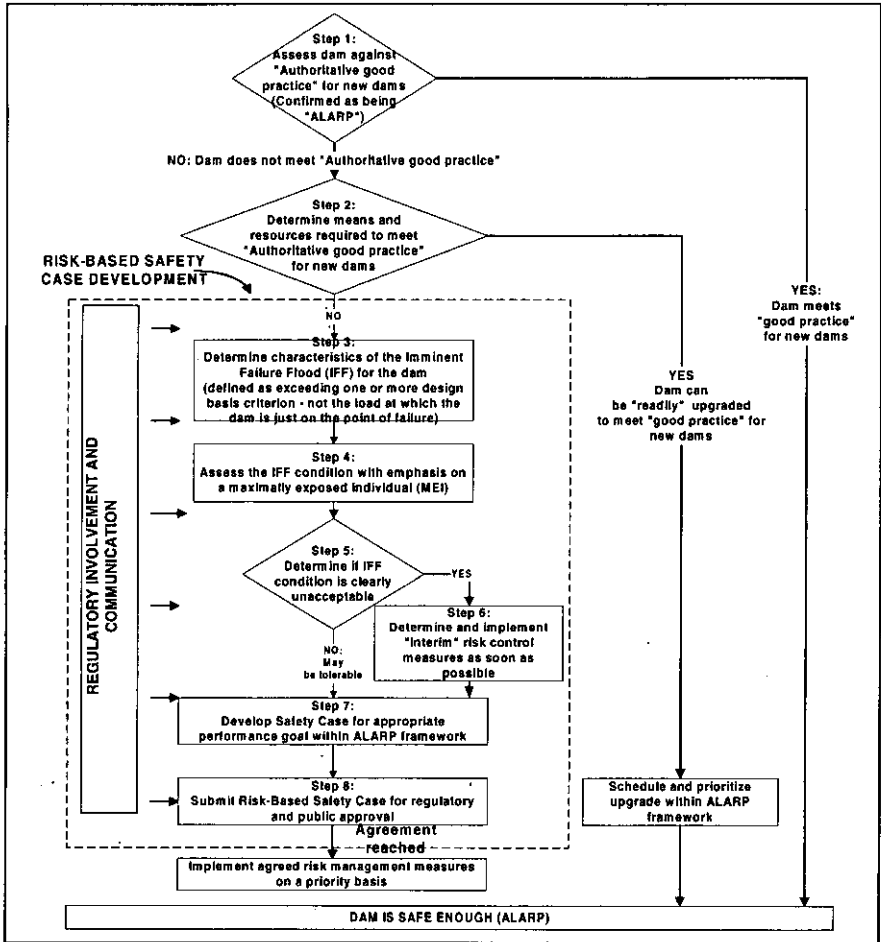 Step 1:
Assess dam against
"Authoritative good
practice" for new dams
(Confirmed as being
"ALARP")
NO: Dam does not meet "Authoritative good practice"
Step 2:
Determine means and
resources required to meet
"Authoritative good practice"
for new dams
RISK-BASED SAFETY
CASE DEVELOPMENT
YES:
Dam meets
"good practice"
for new dams
NO
YES
Dam can
be "readily" upgraded
to meet "good practice" for
new dams
REGULATORY INVOLVEMENT AND
COMMUNICATION
Step 3:
Determine characteristics of the Imminent
Failure Flood (IFF) for the dam
(defined as exceeding one or more design
basis criterion - not the load at which the
dam is just on the point of failure)
Step 4:
Assess the IFF condition with emphasis on
a maximally exposed individual (MEI)
Step 5:
Determine if IFF
condition is clearly
unacceptable
YES
Step 6:
Determine and implement
"Interim" risk control
measures as soon as
possible
NO:
May
be tolerable
Step 7:
Develop Safety Case for appropriate
performance goal within ALARP framework
Step 8:
Submit Risk-Based Safety Case for regulatory
and public approval
Schedule and prioritize
upgrade within ALARP
framework
Agreement
reached
Implement agreed risk management measures
on a priority basis
DAM IS SAFE ENOUGH (ALARP)